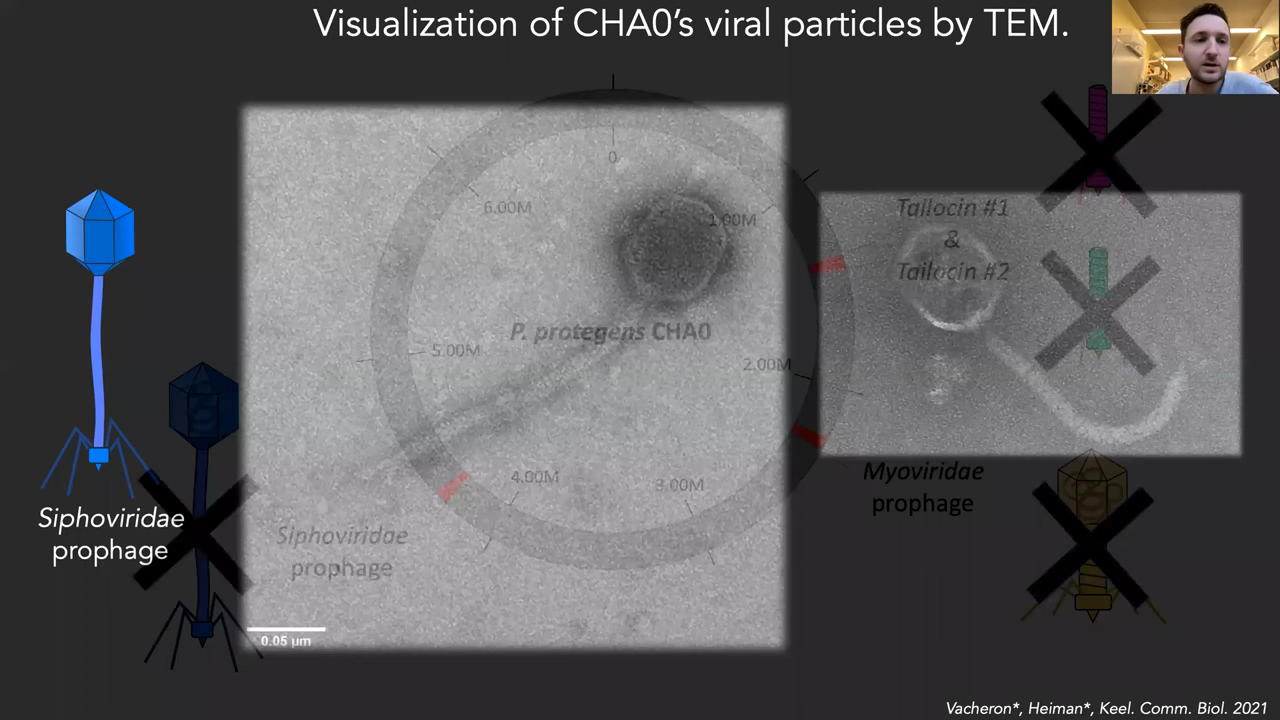 Visualization of CHA0's viral particles by TEM.
0
6.00M
1.00M
Tailocin #1
&
Tailocin #2
P. protegens CHA0
5.00M
2.00M
4.00M
3.00M
Myoviridae
prophage
Siphoviridae
prophage
Siphoviridae
prophage
0.05 µm
Vacheron*, Heiman*, Keel. Comm. Biol. 2021